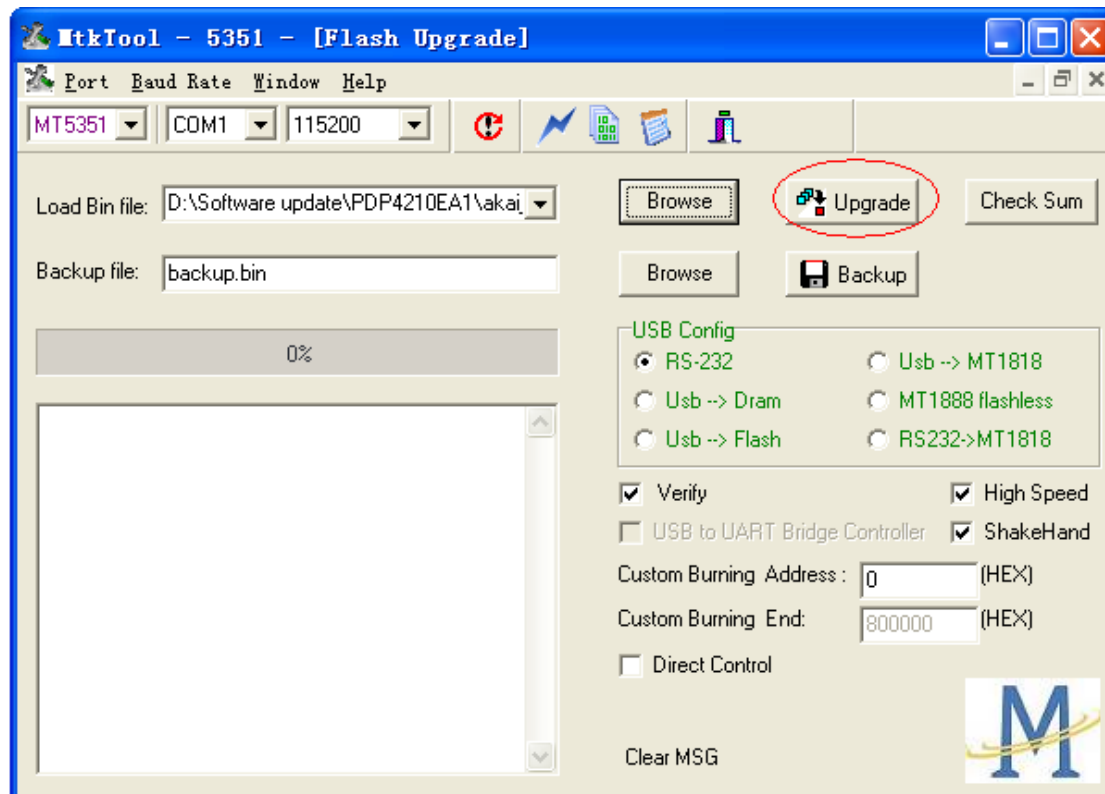 MtkTool - 5351 - [Flash Upgrade]
Port Baud Rate Window Help
MT5351 COM1 115200
Load Bin file: D:\Software update\PDP4210EA1\akai_ Browse Upgrade Check Sum
Backup file: backup.bin Browse Backup
USB Config
0% RS-232 Usb --> MT1818
Usb --> Dram MT1888 flashless
Usb --> Flash RS232->MT1818
Verify High Speed
USB to UART Bridge Controller ShakeHand
Custom Burning Address : 0 (HEX)
Custom Burning End: 800000 (HEX)
Direct Control
Clear MSG
M